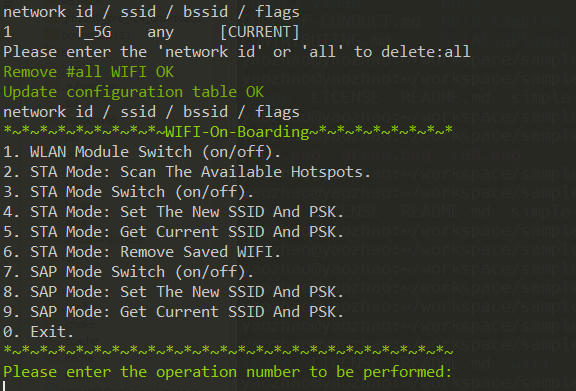 network id / ssid / bssid / flags
1       T_5G    any     [CURRENT]
Please enter the 'network id' or 'all' to delete:all
Remove #all WIFI OK
Update configuration table OK
network id / ssid / bssid / flags
*~*~*~*~*~*~*~*~*~WIFI-On-Boarding~*~*~*~*~*~*~*~*
1. WLAN Module Switch (on/off).
2. STA Mode: Scan The Available Hotspots.
3. STA Mode Switch (on/off).
4. STA Mode: Set The New SSID And PSK.
5. STA Mode: Get Current SSID And PSK.
6. STA Mode: Remove Saved WIFI.
7. SAP Mode Switch (on/off).
8. SAP Mode: Set The New SSID And PSK.
9. SAP Mode: Get Current SSID And PSK.
0. Exit.
*~*~*~*~*~*~*~*~*~*~*~*~*~*~*~*~*~*~*~*~*~*~*~*~*~
Please enter the operation number to be performed: